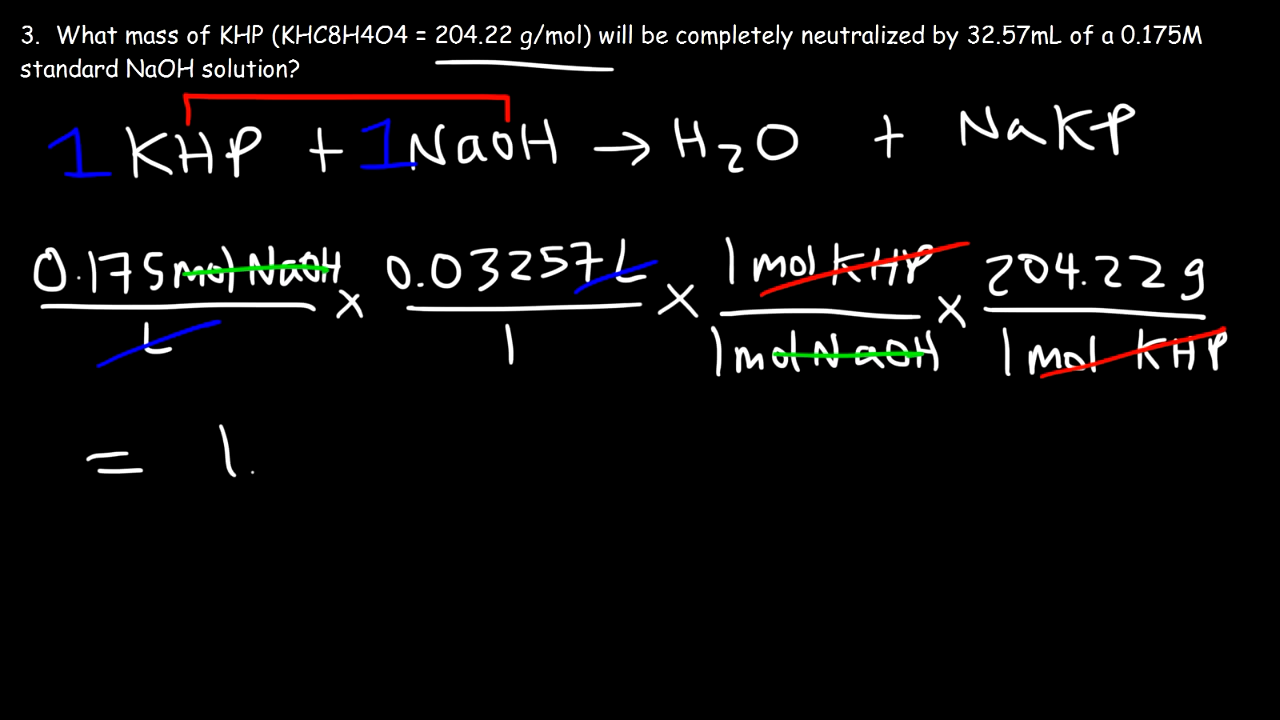 3. What mass of KHP (KHC8H4O4 = 204.22 g/mol) will be completely neutralized by 32.57mL of a 0.175M
standard NaOH solution?
1 KHP + 1 NaOH → H₂O + NaKP
0.175 mol NaOH 0.03257 L 1 mol KHP 204.22 g
× × ×
L 1 1 mol NaOH 1 mol KHP
= 1.